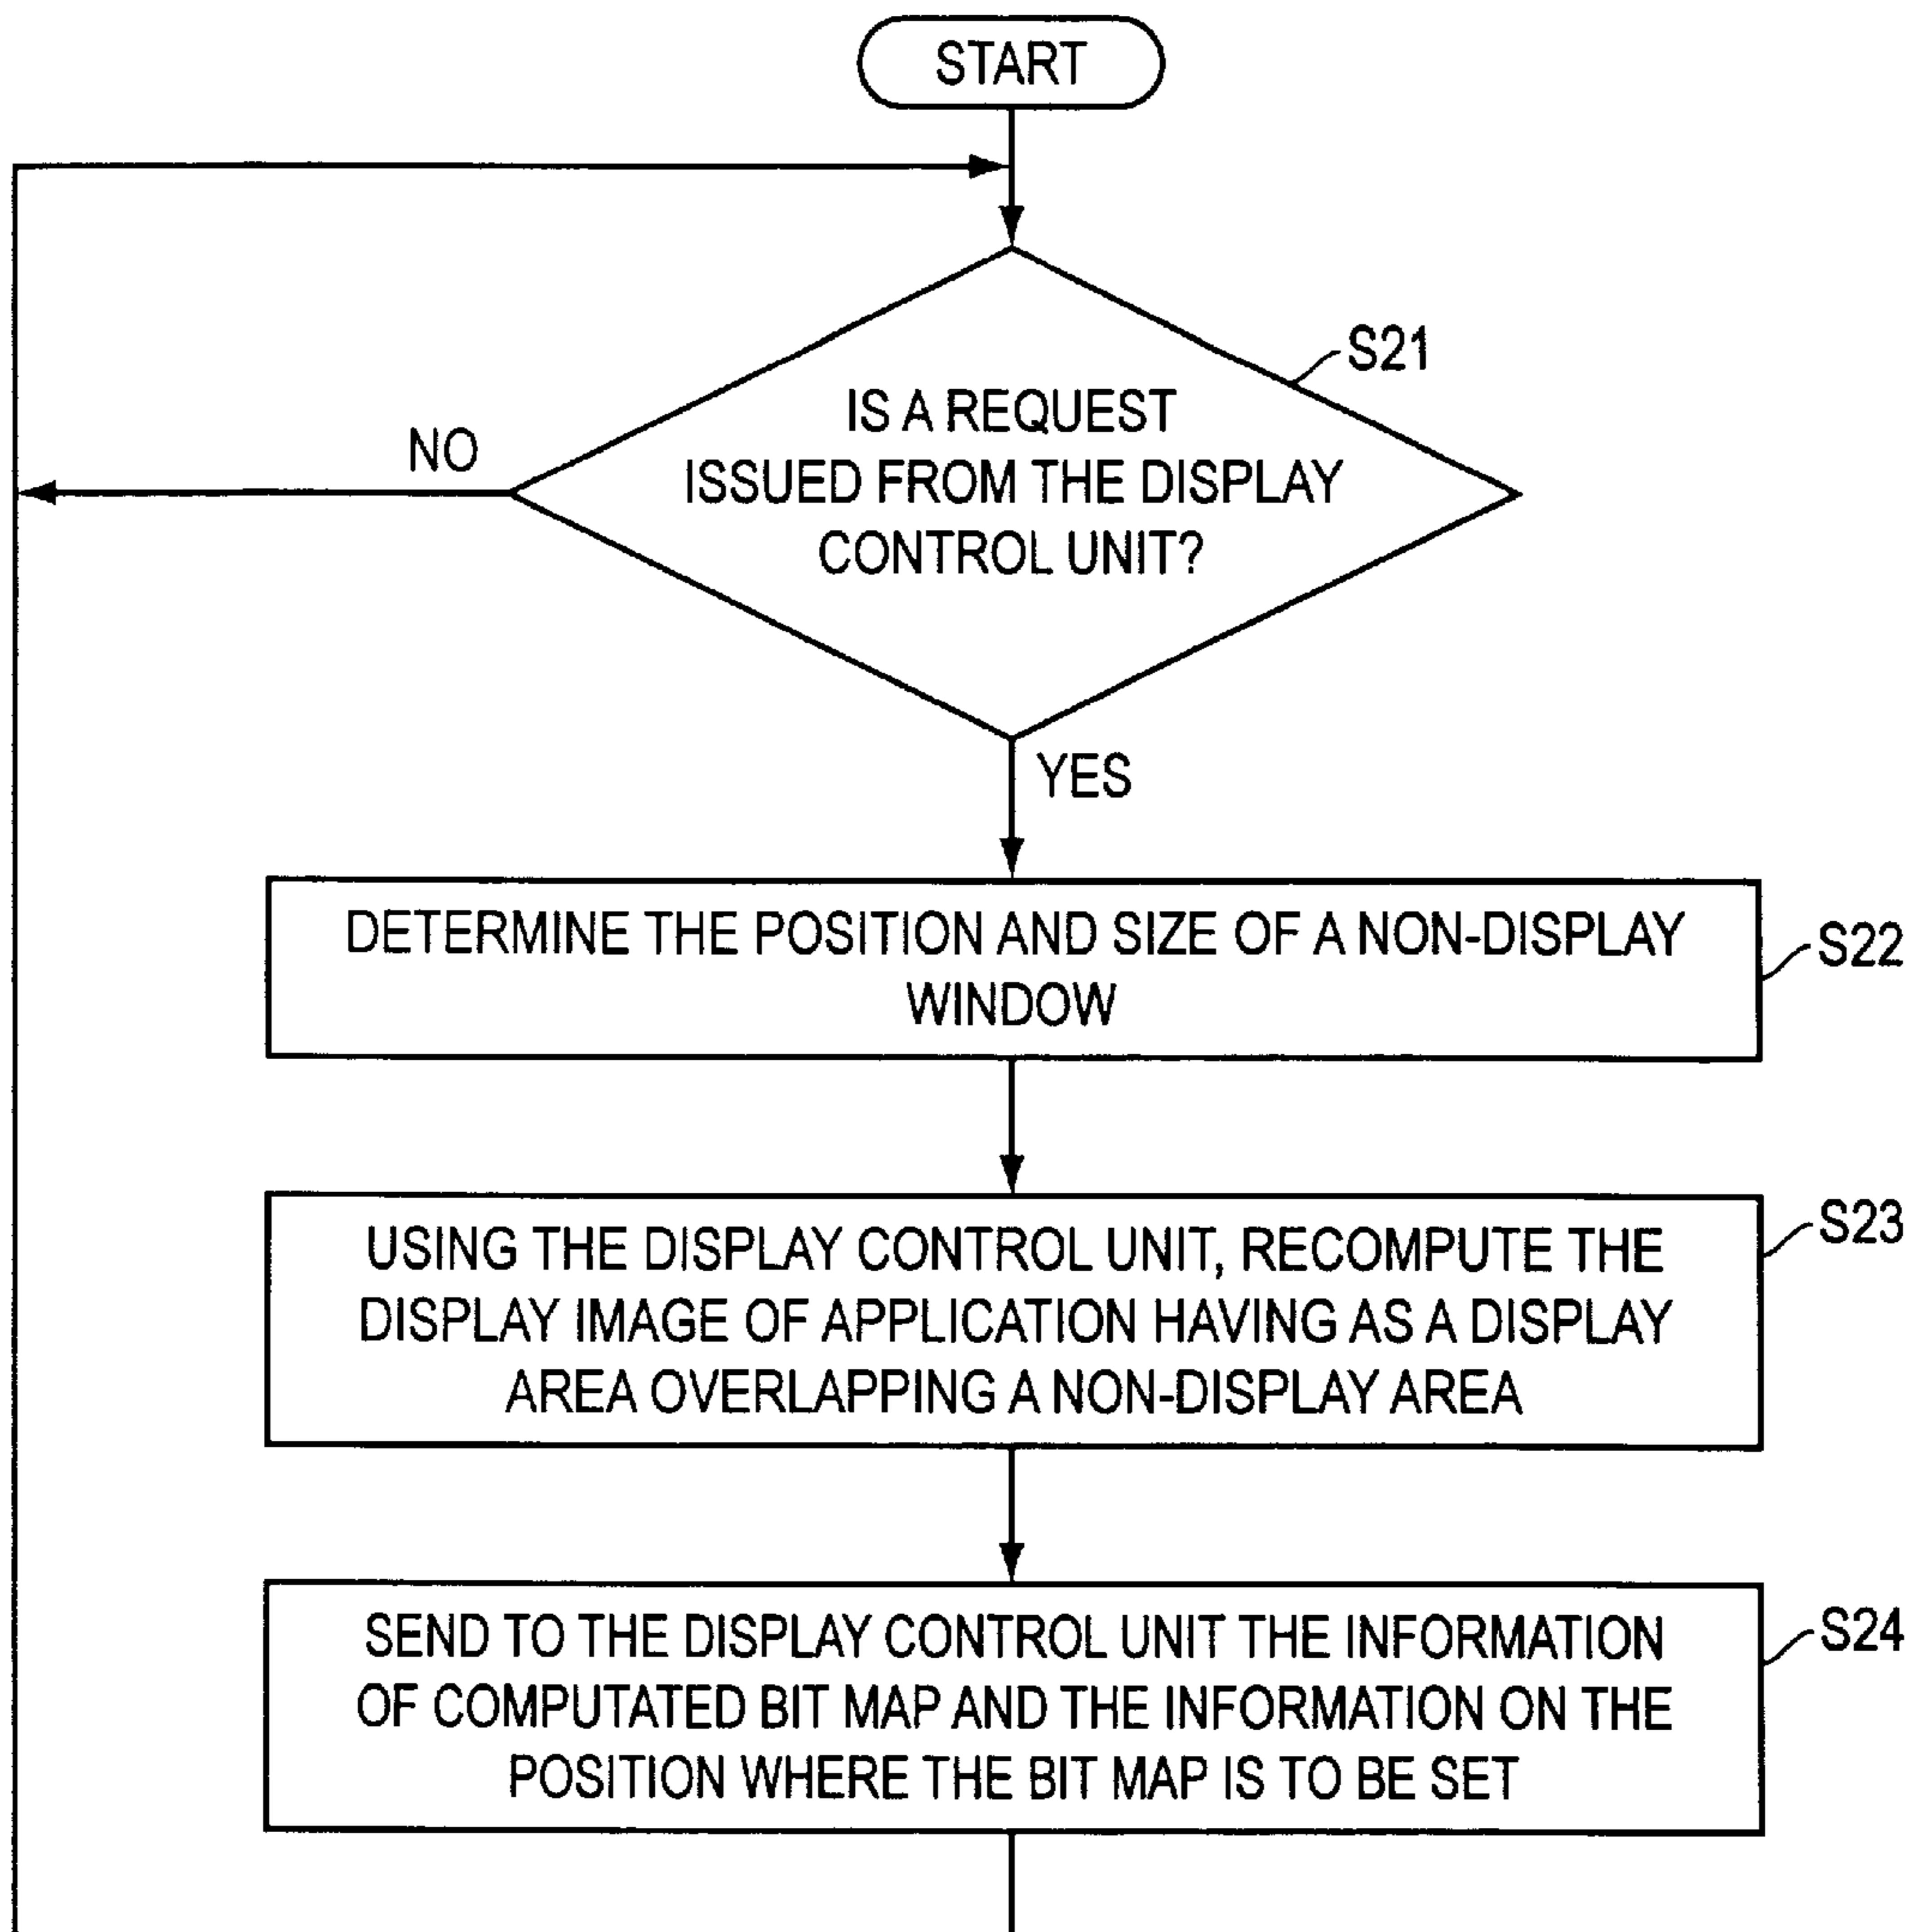 START
S21
IS A REQUEST
ISSUED FROM THE DISPLAY
CONTROL UNIT?
NO
YES
DETERMINE THE POSITION AND SIZE OF A NON-DISPLAY
WINDOW
S22
USING THE DISPLAY CONTROL UNIT, RECOMPUTE THE
DISPLAY IMAGE OF APPLICATION HAVING AS A DISPLAY
AREA OVERLAPPING A NON-DISPLAY AREA
S23
SEND TO THE DISPLAY CONTROL UNIT THE INFORMATION
OF COMPUTATED BIT MAP AND THE INFORMATION ON THE
POSITION WHERE THE BIT MAP IS TO BE SET
S24